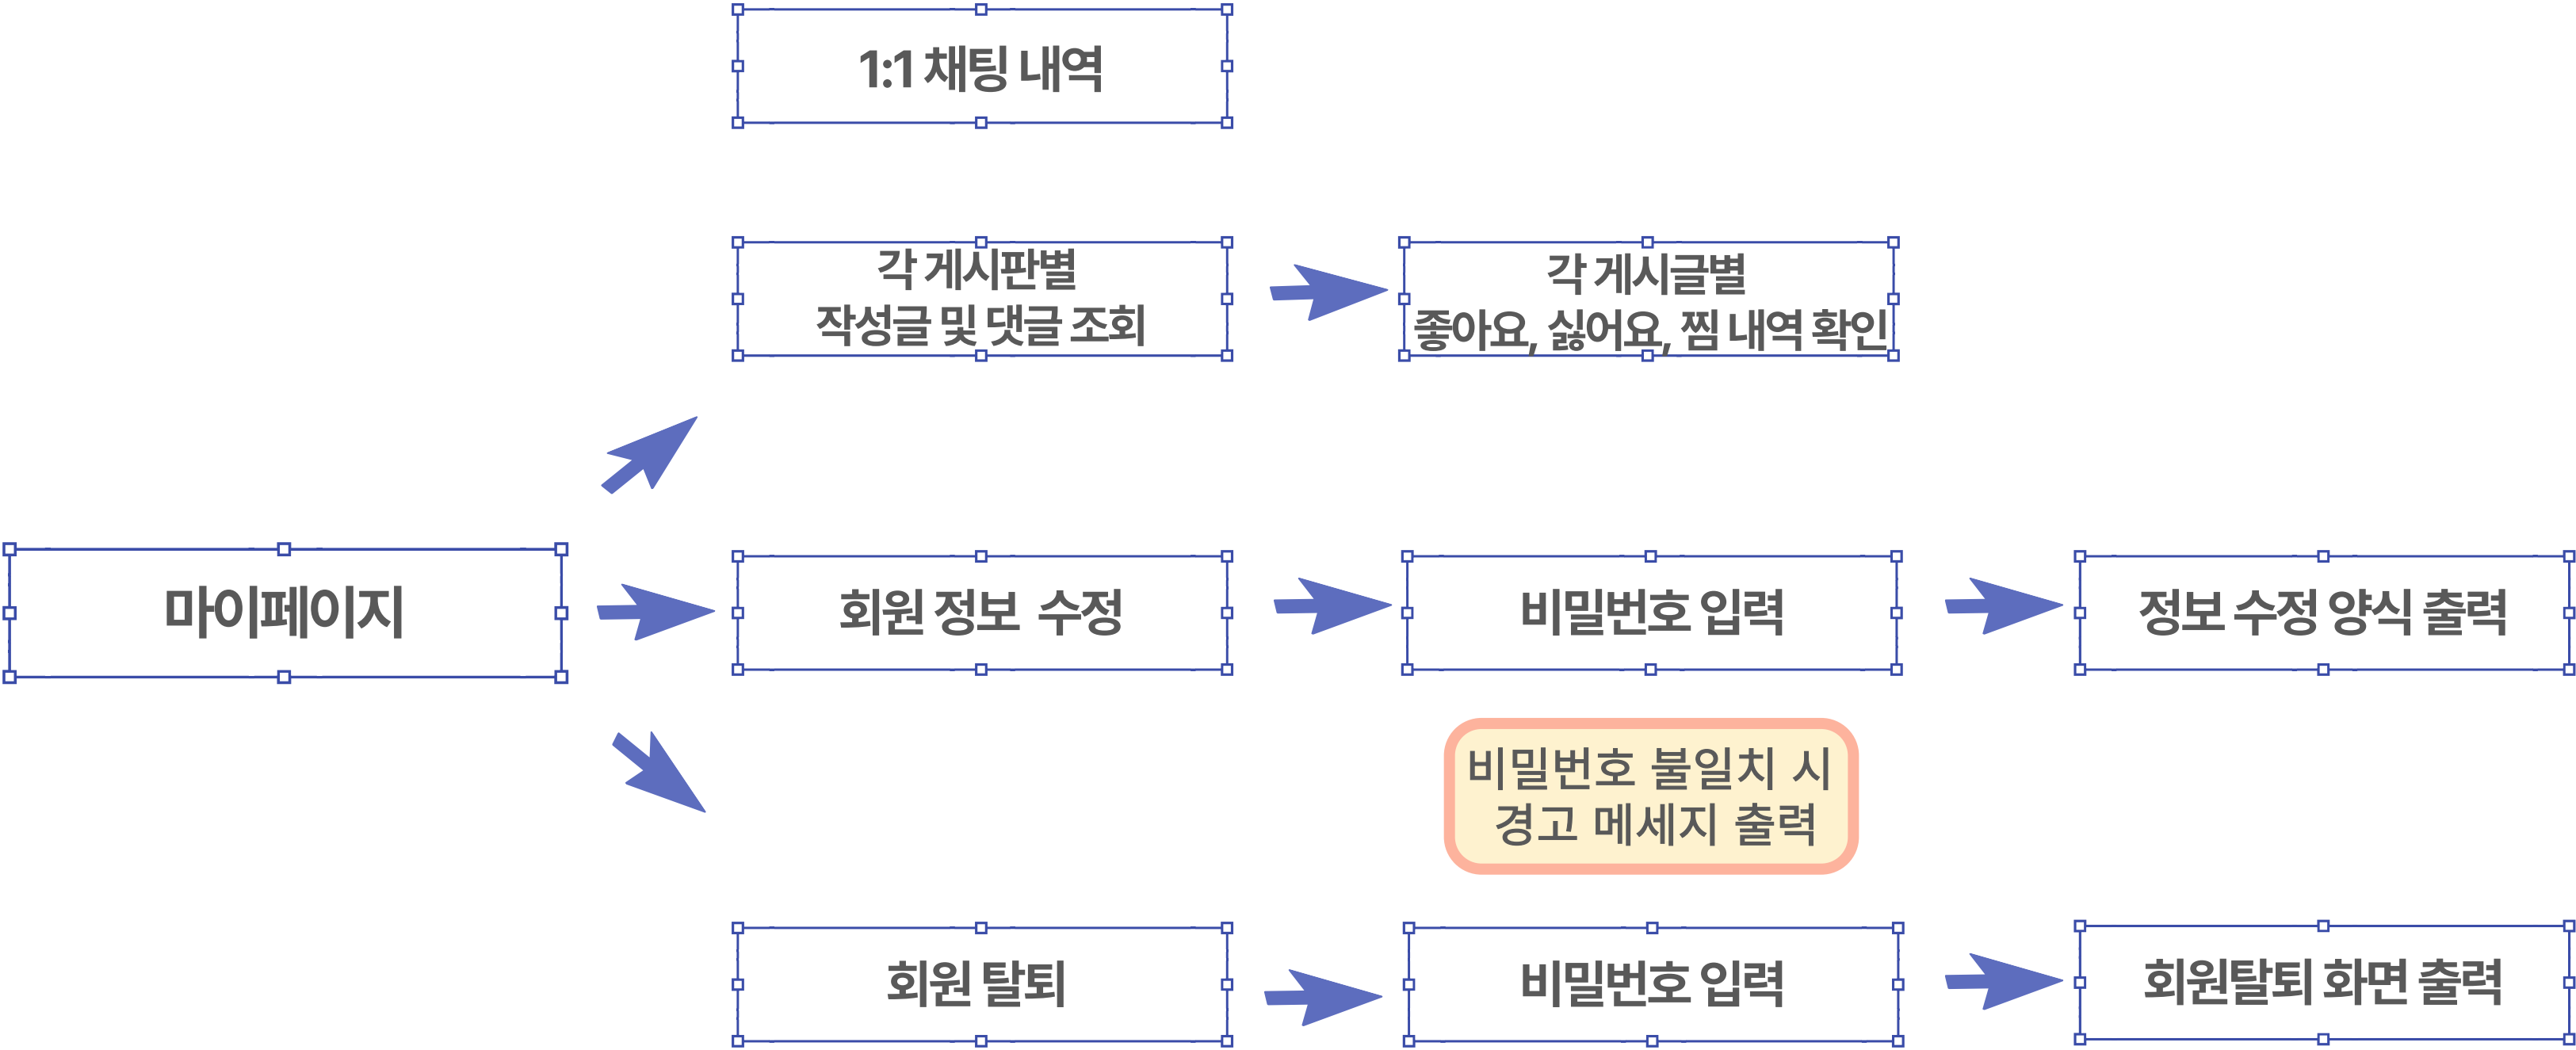 1:1 채팅 내역
각 게시판별
작성글 및 댓글 조회
각 게시글별
좋아요, 싫어요, 찜 내역 확인
마이페이지
회원 정보 수정
비밀번호 입력
정보 수정 양식 출력
비밀번호 불일치 시
경고 메세지 출력
회원 탈퇴
비밀번호 입력
회원탈퇴 화면 출력